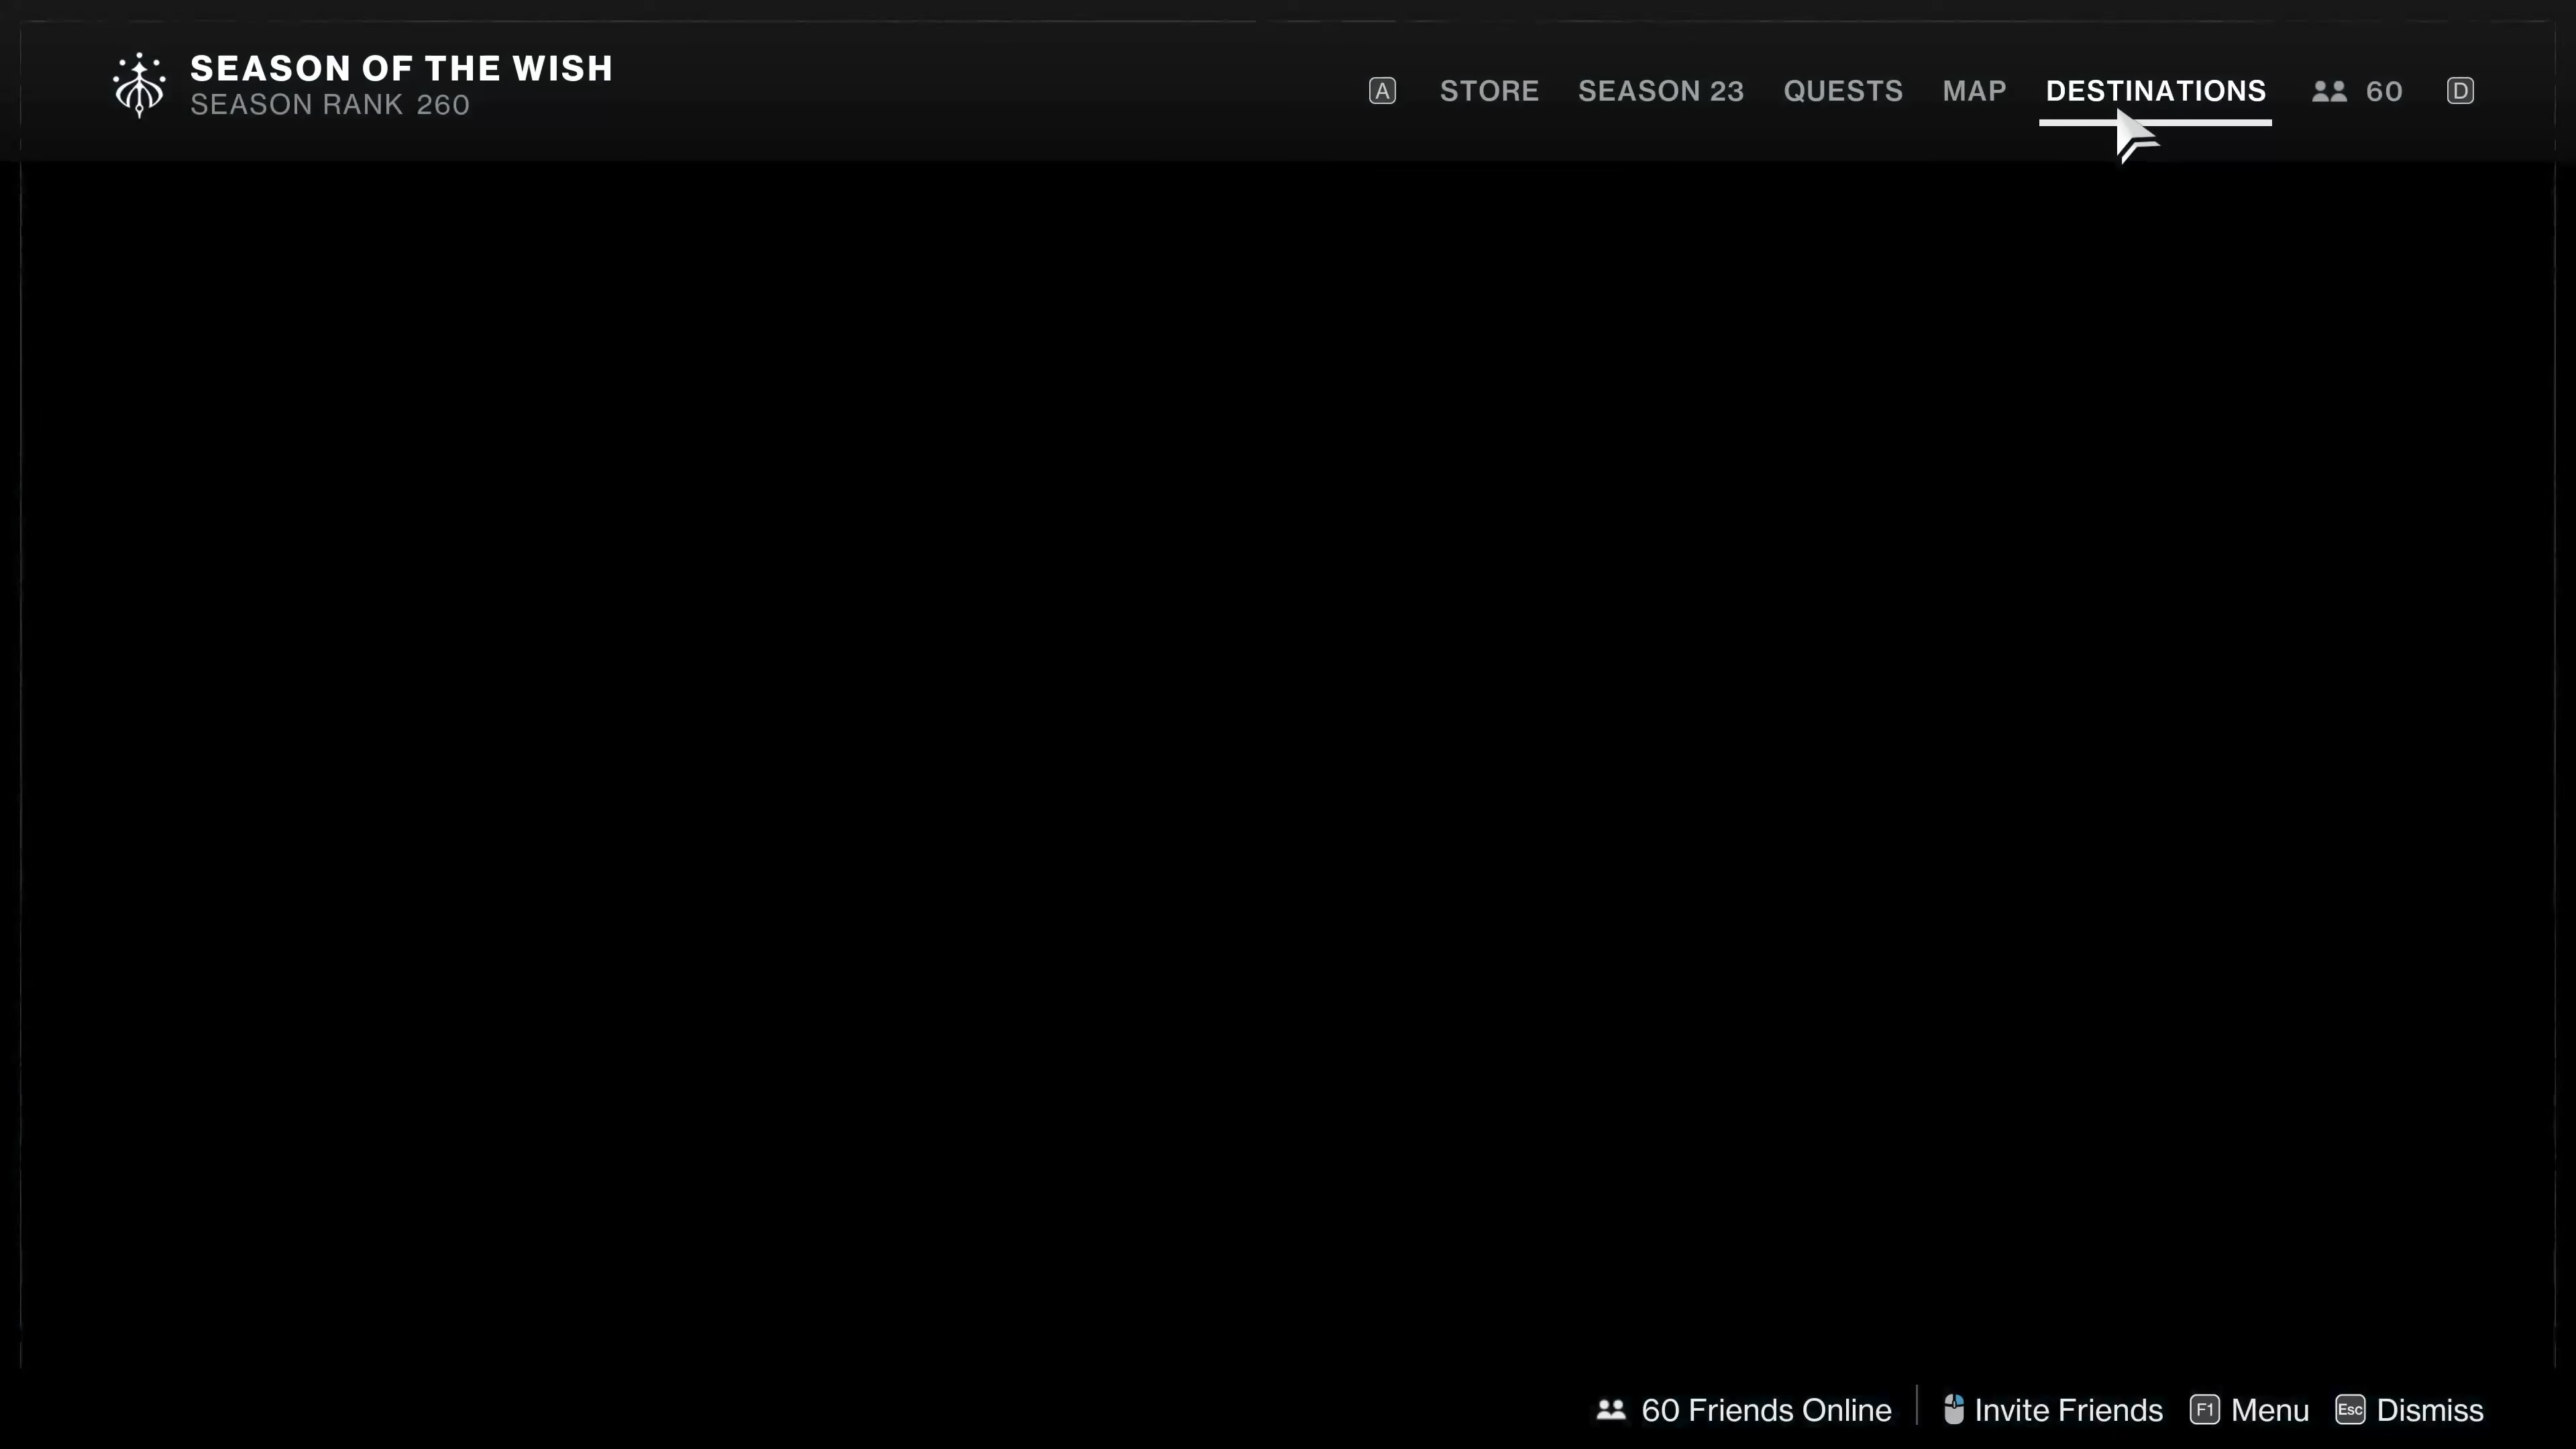 SEASON OF THE WISH
SEASON RANK 260
A STORE SEASON 23 QUESTS MAP DESTINATIONS 60 D
60 Friends Online Invite Friends F1 Menu Esc Dismiss